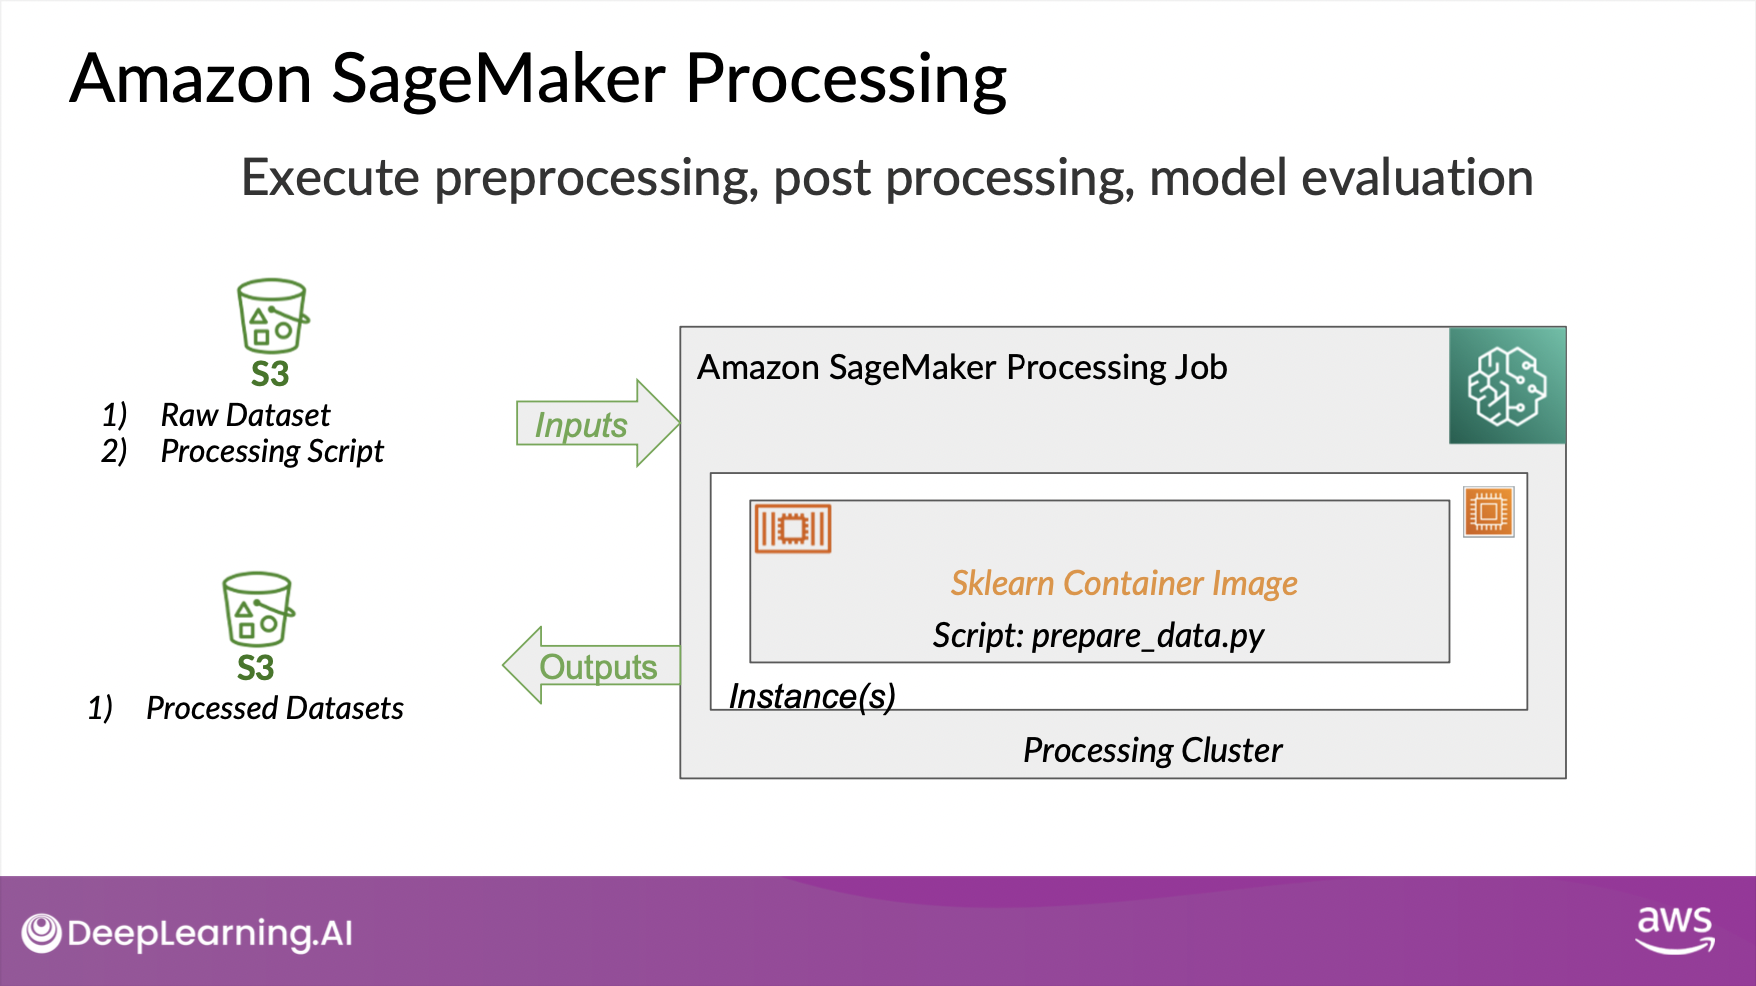 Amazon SageMaker Processing
Execute preprocessing, post processing, model evaluation
S3
1) Raw Dataset
2) Processing Script
Inputs
Amazon SageMaker Processing Job
Sklearn Container Image
Script: prepare_data.py
Instance(s)
Processing Cluster
Outputs
S3
1) Processed Datasets
DeepLearning.AI
aws